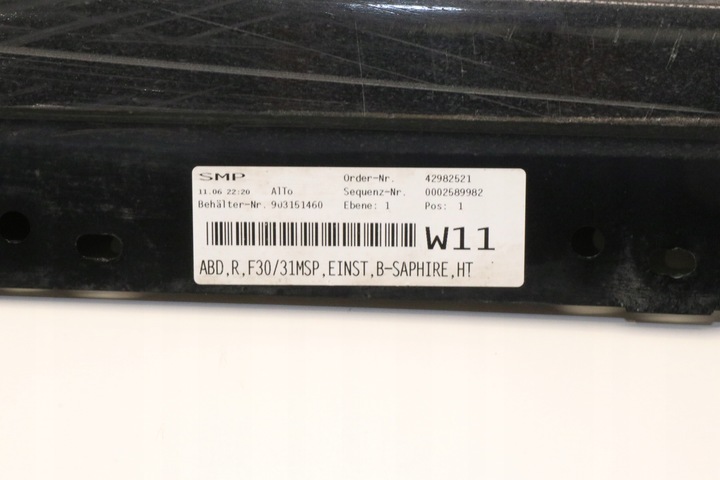 SMP Order-Nr. 42982521
11.06 22:20 AlTo Sequenz-Nr. 0002589982
Behälter-Nr. 903151460 Ebene: 1 Pos: 1
W11
ABD,R,F30/31MSP,EINST,B-SAPHIRE,HT